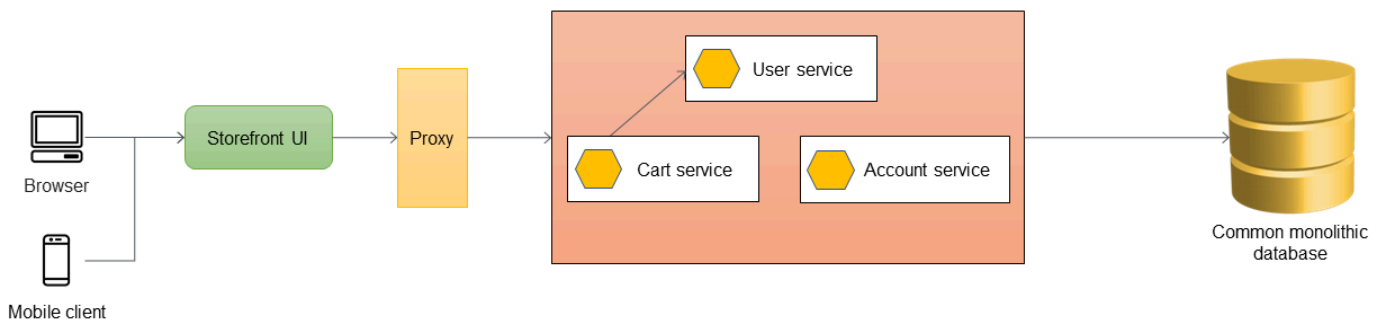 User service
Storefront UI
Proxy
Browser
Cart service
Account service
Common monolithic
database
Mobile client